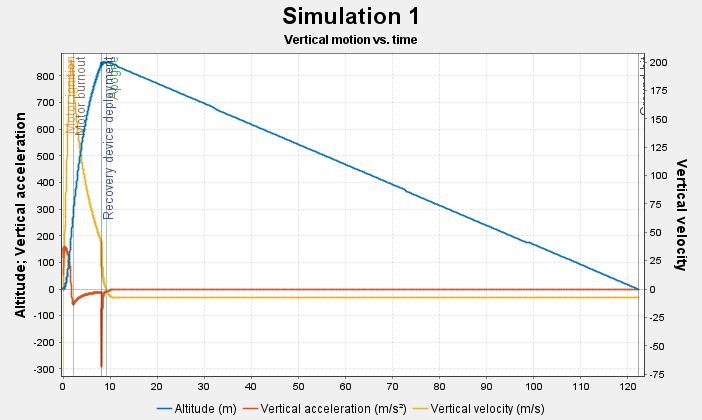 Simulation 1
Vertical motion vs. time
Altitude; Vertical acceleration
800
700
600
500
400
300
200
100
0
-100
-200
-300
Motor ignition
Motor burnout
Recovery device deployment
Apogee
200
175
150
125
100
75
50
25
0
-25
-50
-75
Vertical velocity
0 10 20 30 40 50 60 70 80 90 100 110 120
Altitude (m) Vertical acceleration (m/s²) Vertical velocity (m/s)